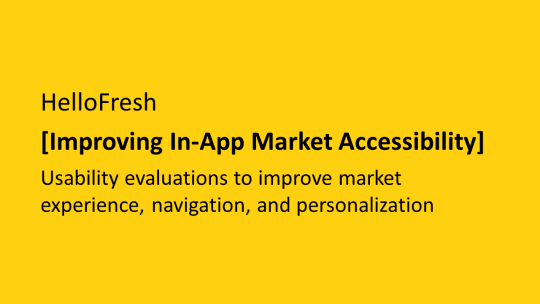 HelloFresh
[Improving In-App Market Accessibility]
Usability evaluations to improve market
experience, navigation, and personalization